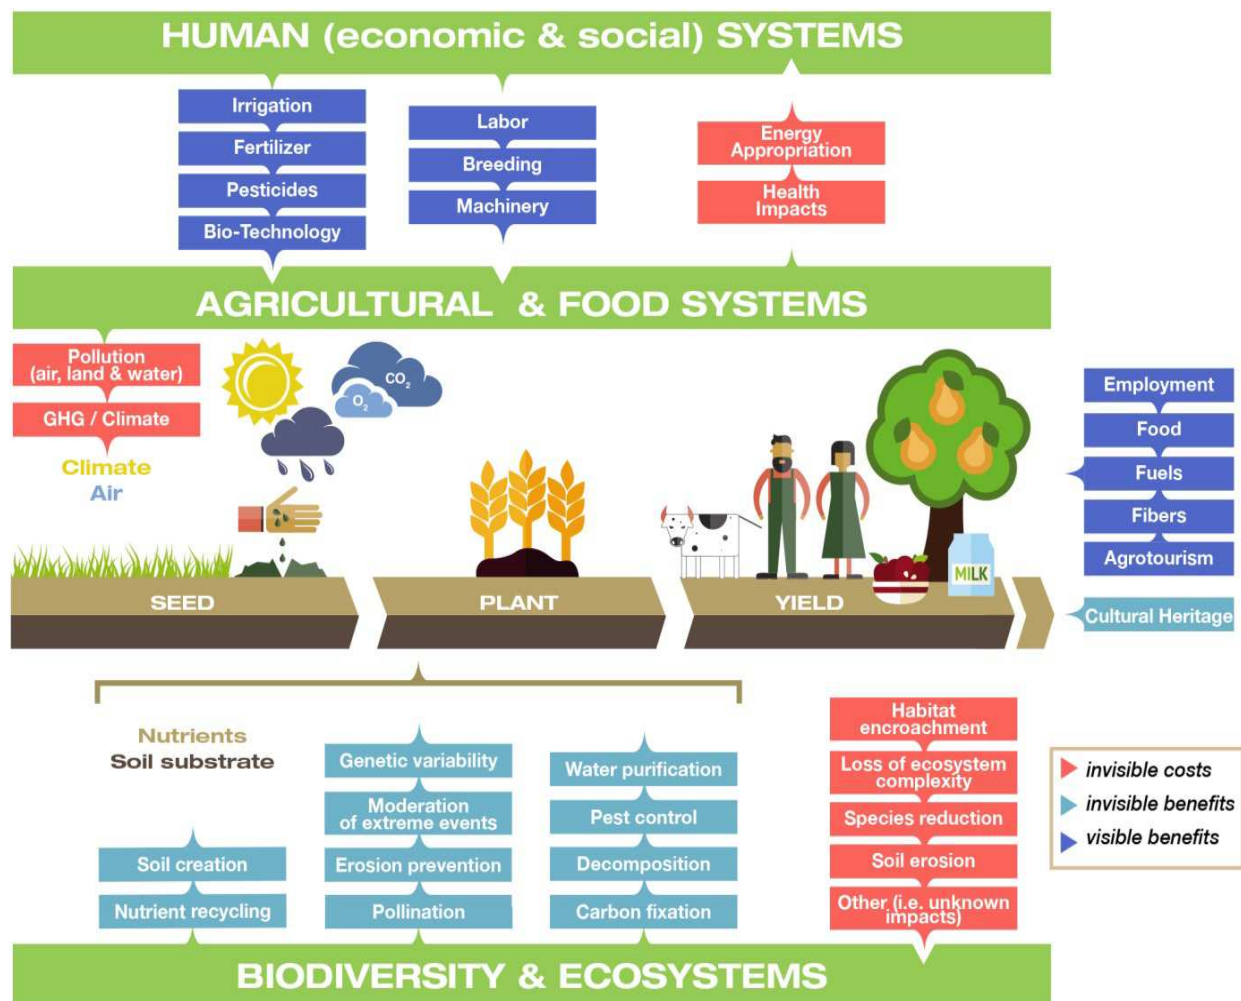 HUMAN (economic & social) SYSTEMS
Irrigation
Fertilizer
Pesticides
Bio-Technology
Labor
Breeding
Machinery
Energy
Appropriation
Health
Impacts
AGRICULTURAL & FOOD SYSTEMS
Pollution
(air, land & water)
GHG / Climate
Climate
Air
CO2
O2
Employment
Food
Fuels
Fibers
Agrotourism
MILK
SEED
PLANT
YIELD
Cultural Heritage
Nutrients
Soil substrate
Soil creation
Nutrient recycling
Genetic variability
Moderation
of extreme events
Erosion prevention
Pollination
Water purification
Pest control
Decomposition
Carbon fixation
Habitat
encroachment
Loss of ecosystem
complexity
Species reduction
Soil erosion
Other (i.e. unknown
impacts)
invisible costs
invisible benefits
visible benefits
BIODIVERSITY & ECOSYSTEMS